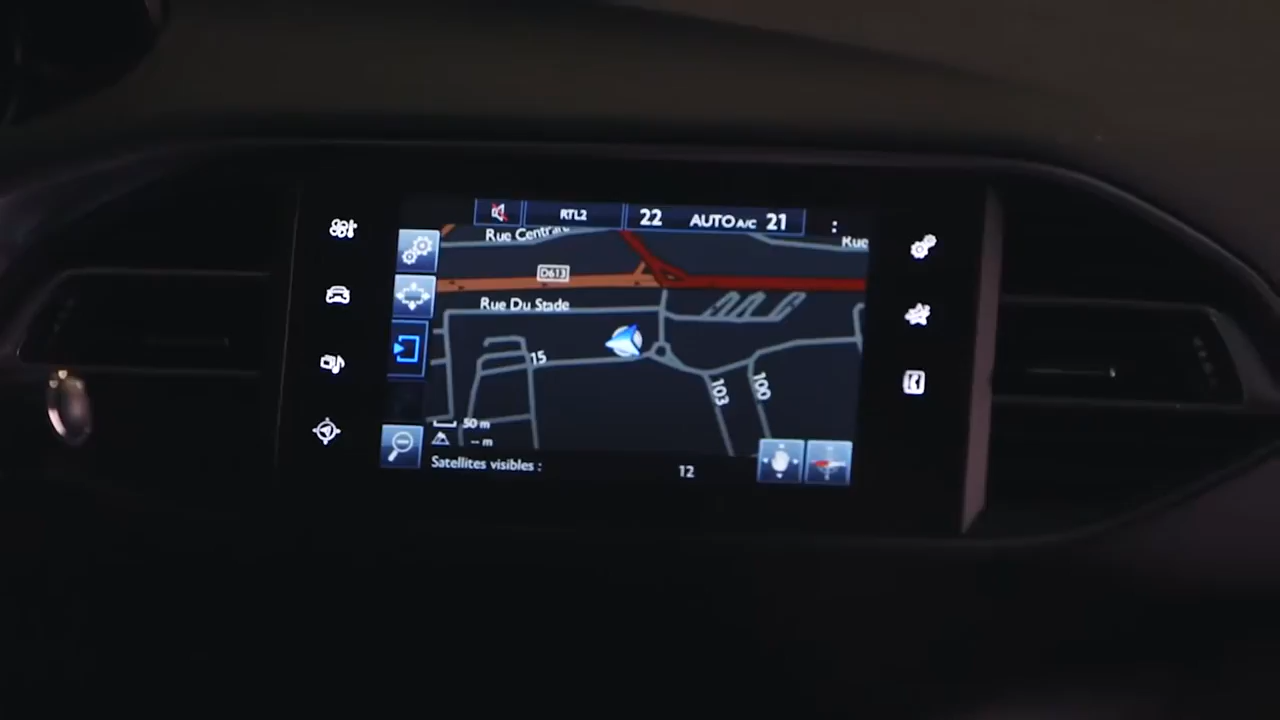 RTL2
22 AUTO A/C 21
Rue Centrale
Rue
D613
Rue Du Stade
15
103
100
50 m
-- m
Satellites visibles : 12